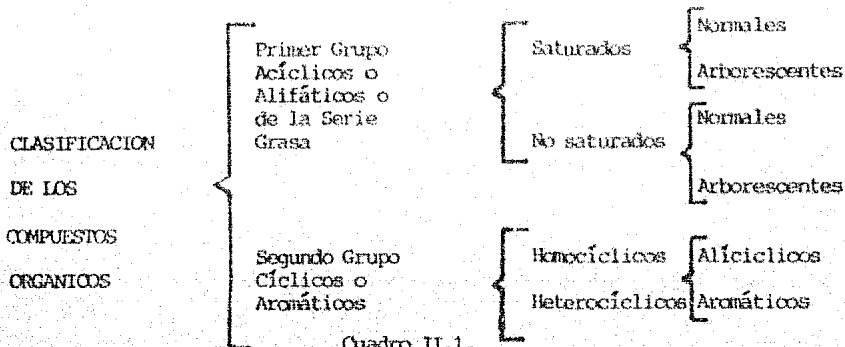 CLASIFICACION
DE LOS
COMPUESTOS
ORGANICOS
Primer Grupo
Acíclicos o
Alifáticos o
de la Serie
Grasa
Saturados
Normales
Arborescentes
No saturados
Normales
Arborescentes
Segundo Grupo
Cíclicos o
Aromáticos
Homocíclicos
Alíciclicos
Heterocíclicos
Aromáticos
Cuadro II.1